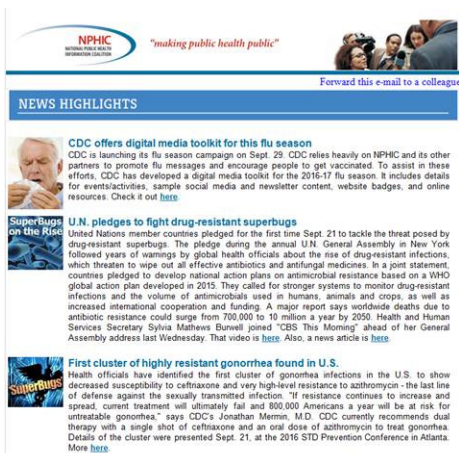 NPHIC
NATIONAL PUBLIC HEALTH
INFORMATION COALITION
"making public health public"
Forward this e-mail to a colleague
NEWS HIGHLIGHTS
CDC offers digital media toolkit for this flu season
CDC is launching its flu season campaign on Sept. 29. CDC relies heavily on NPHIC and its other
partners to promote flu messages and encourage people to get vaccinated. To assist in these
efforts, CDC has developed a digital media toolkit for the 2016-17 flu season. It includes details
for events/activities, sample social media and newsletter content, website badges, and online
resources. Check it out here.
SuperBugs
on the Rise
U.N. pledges to fight drug-resistant superbugs
United Nations member countries pledged for the first time Sept. 21 to tackle the threat posed by
drug-resistant superbugs. The pledge during the annual U.N. General Assembly in New York
followed years of warnings by global health officials about the rise of drug-resistant infections,
which threaten to wipe out all effective antibiotics and antifungal medicines. In a joint statement,
countries pledged to develop national action plans on antimicrobial resistance based on a WHO
global action plan developed in 2015. They called for stronger systems to monitor drug-resistant
infections and the volume of antimicrobials used in humans, animals and crops, as well as
increased international cooperation and funding. A major report says worldwide deaths due to
antibiotic resistance could surge from 700,000 to 10 million a year by 2050. Health and Human
Services Secretary Sylvia Mathews Burwell joined "CBS This Morning" ahead of her General
Assembly address last Wednesday. That video is here. Also, a news article is here.
SuperBugs
First cluster of highly resistant gonorrhea found in U.S.
Health officials have identified the first cluster of gonorrhea infections in the U.S. to show
decreased susceptibility to ceftriaxone and very high-level resistance to azithromycin - the last line
of defense against the sexually transmitted infection. "If resistance continues to increase and
spread, current treatment will ultimately fail and 800,000 Americans a year will be at risk for
untreatable gonorrhea," says CDC's Jonathan Mermin, M.D. CDC currently recommends dual
therapy with a single shot of ceftriaxone and an oral dose of azithromycin to treat gonorrhea.
Details of the cluster were presented Sept. 21, at the 2016 STD Prevention Conference in Atlanta.
More here.